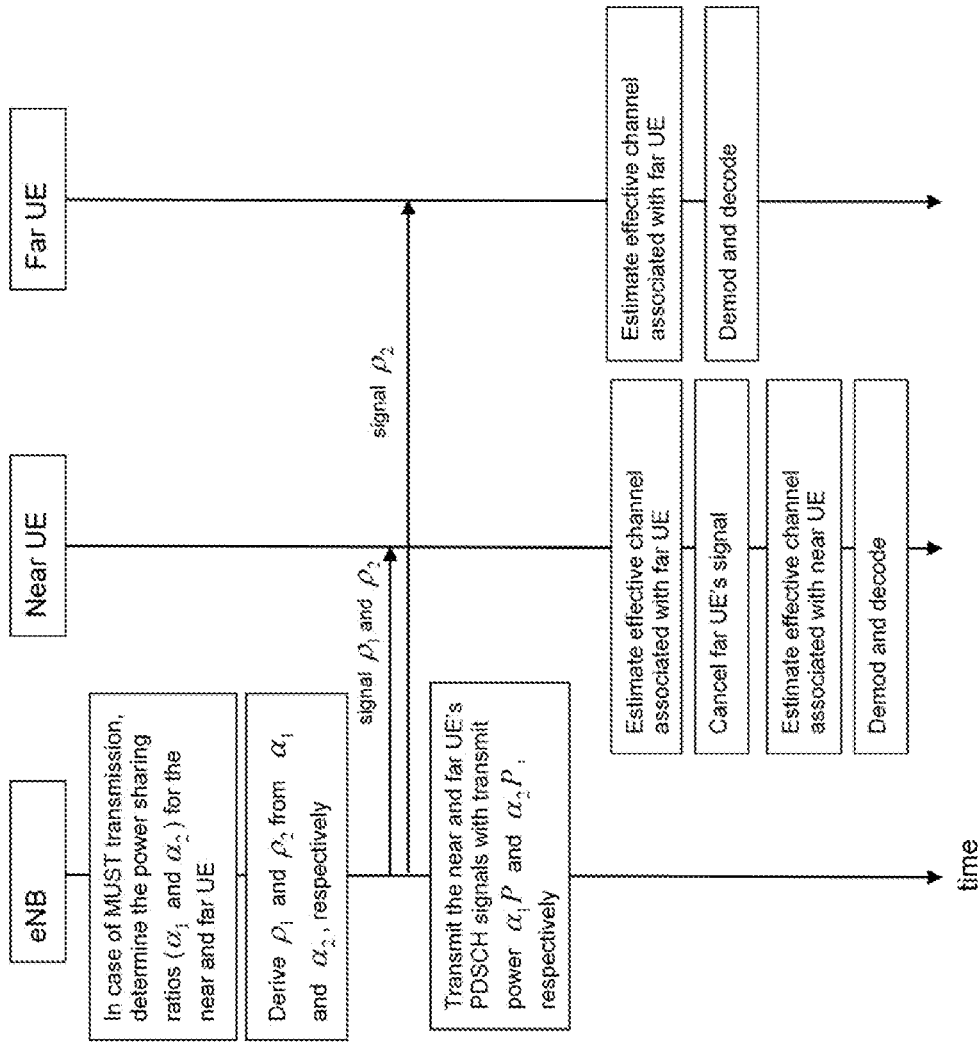 eNB
Near UE
Far UE
In case of MUST transmission,
determine the power sharing
ratios (α₁ and α₂) for the
near and far UE
Derive ρ₁ and ρ₂ from α₁
and α₂, respectively
signal ρ₁ and ρ₂
signal ρ₂
Transmit the near and far UE's
PDSCH signals with transmit
power α₁P and α₂P,
respectively
Estimate effective channel
associated with far UE
Cancel far UE's signal
Estimate effective channel
associated with near UE
Demod and decode
Estimate effective channel
associated with far UE
Demod and decode
time